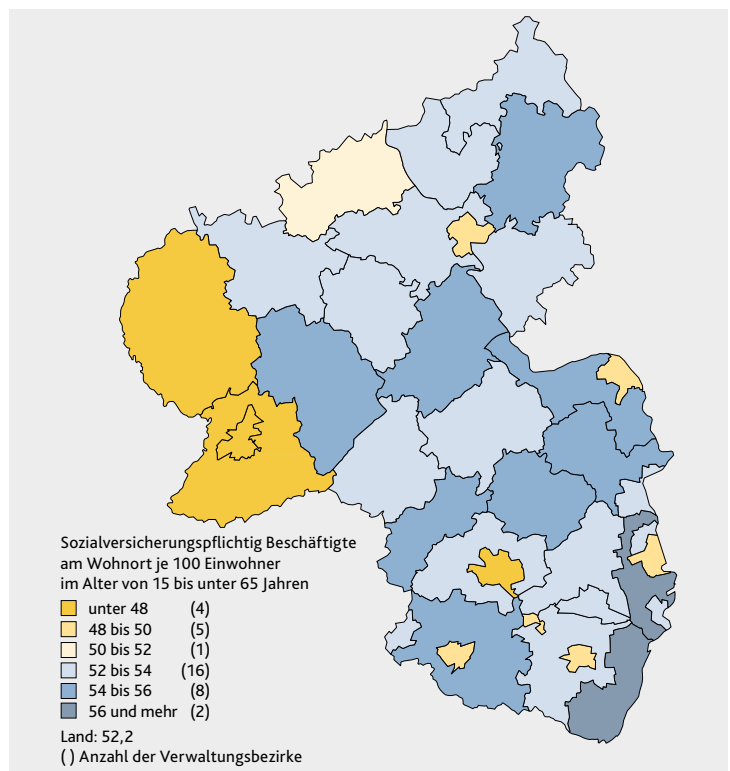 Sozialversicherungspflichtig Beschäftigte
am Wohnort je 100 Einwohner
im Alter von 15 bis unter 65 Jahren
unter 48 (4)
48 bis 50 (5)
50 bis 52 (1)
52 bis 54 (16)
54 bis 56 (8)
56 und mehr (2)
Land: 52,2
( ) Anzahl der Verwaltungsbezirke